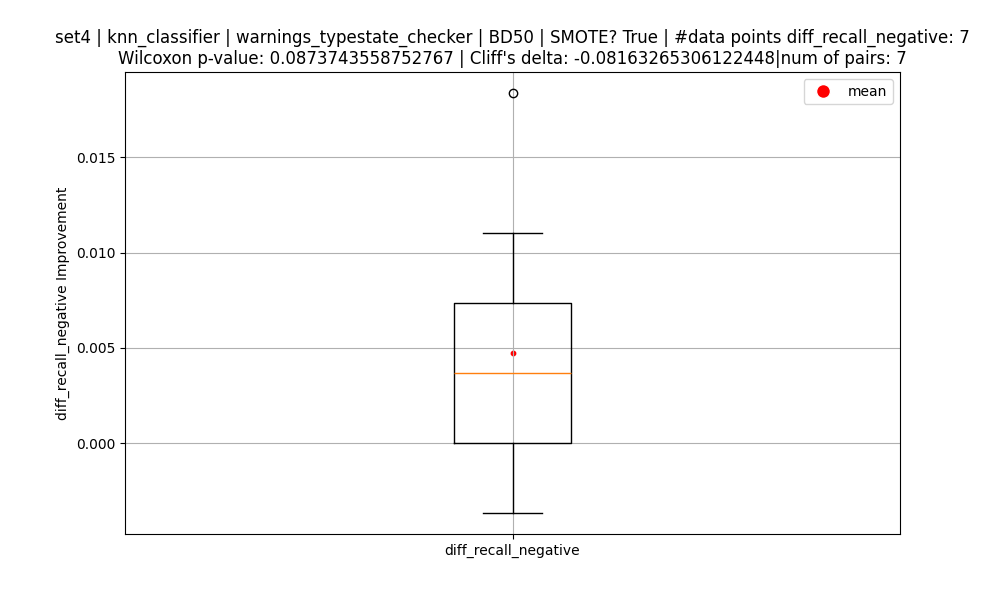 set4 | knn_classifier | warnings_typestate_checker | BD50 | SMOTE? True | #data points diff_recall_negative: 7
Wilcoxon p-value: 0.0873743558752767 | Cliff's delta: -0.08163265306122448|num of pairs: 7
mean
0.015
0.010
0.005
0.000
diff_recall_negative Improvement
diff_recall_negative